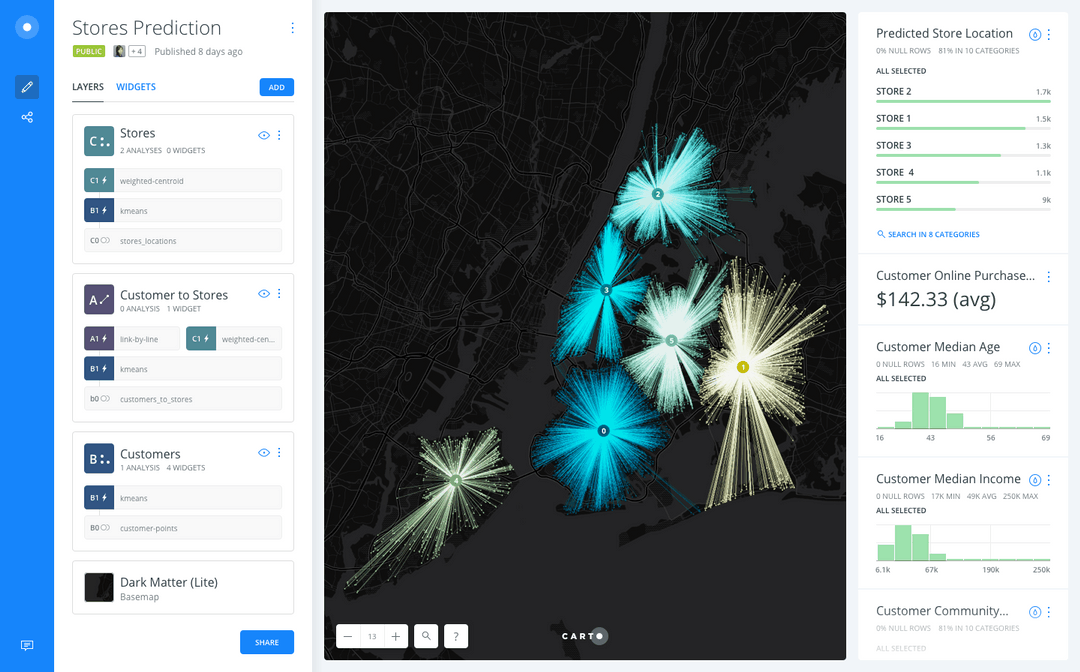 Stores Prediction
PUBLIC + 4 Published 8 days ago
LAYERS WIDGETS ADD
C
Stores
2 ANALYSES 0 WIDGETS
C1 weighted-centroid
B1 kmeans
C0 stores_locations
A
Customer to Stores
0 ANALYSIS 1 WIDGET
A1 link-by-line C1 weighted-cen...
B1 kmeans
b0 customers_to_stores
B
Customers
1 ANALYSIS 4 WIDGETS
B1 kmeans
B0 customer-points
Dark Matter (Lite)
Basemap
SHARE
2
3
5
1
0
4
− 13 + ?
CARTO
Predicted Store Location
0% NULL ROWS 81% IN 10 CATEGORIES
ALL SELECTED
STORE 2 1.7k
STORE 1 1.5k
STORE 3 1.3k
STORE 4 1.1k
STORE 5 9k
SEARCH IN 8 CATEGORIES
Customer Online Purchase...
$142.33 (avg)
Customer Median Age
0 NULL ROWS 16 MIN 43 AVG 69 MAX
ALL SELECTED
16 43 56 69
Customer Median Income
0 NULL ROWS 17K MIN 49K AVG 250K MAX
ALL SELECTED
6.1k 67k 190k 250k
Customer Community...
0% NULL ROWS 81% IN 10 CATEGORIES
ALL SELECTED